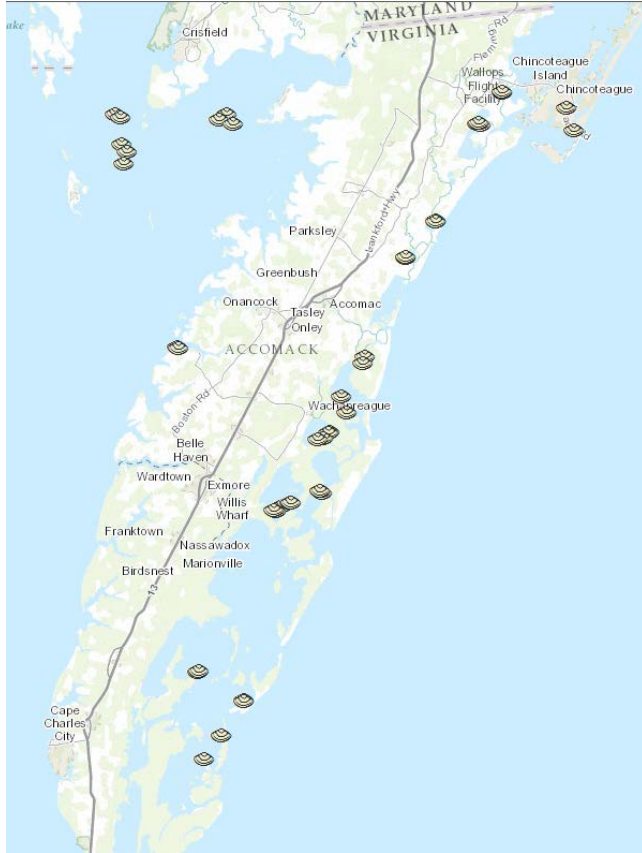 MARYLAND
VIRGINIA
ake
Crisfield
Fleming Rd
Chincoteague
Island
Wallops
Flight
Facility
Chincoteague
Parksley
Lankford Hwy
Greenbush
Onancock
Accomac
Tasley
Onley
ACCOMACK
Boston Rd
Wachapreague
Belle
Haven
Wardtown
Exmore
Willis
Wharf
Franktown
Nassawadox
Birdsnest
Marionville
13
Cape
Charles
City